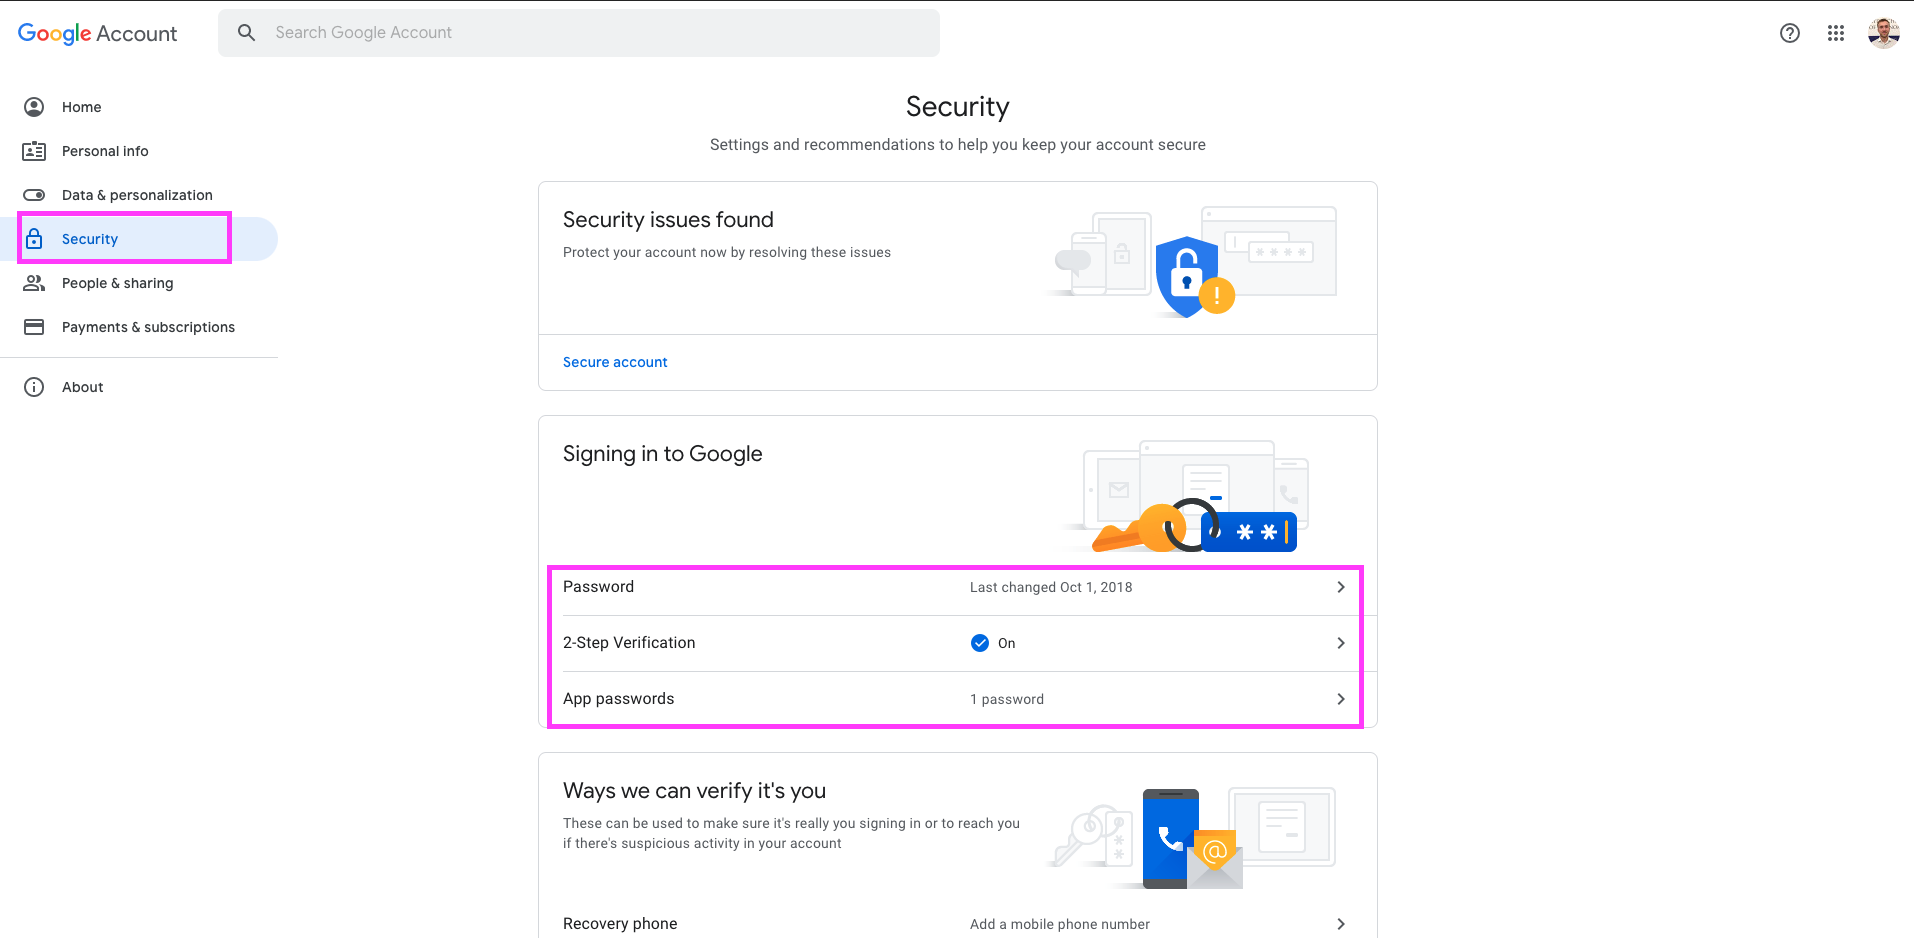 Google Account
Search Google Account
Home
Personal info
Data & personalization
Security
People & sharing
Payments & subscriptions
About
Security
Settings and recommendations to help you keep your account secure
Security issues found
Protect your account now by resolving these issues
Secure account
Signing in to Google
Password Last changed Oct 1, 2018
2-Step Verification On
App passwords 1 password
Ways we can verify it's you
These can be used to make sure it's really you signing in or to reach you
if there's suspicious activity in your account
Recovery phone Add a mobile phone number